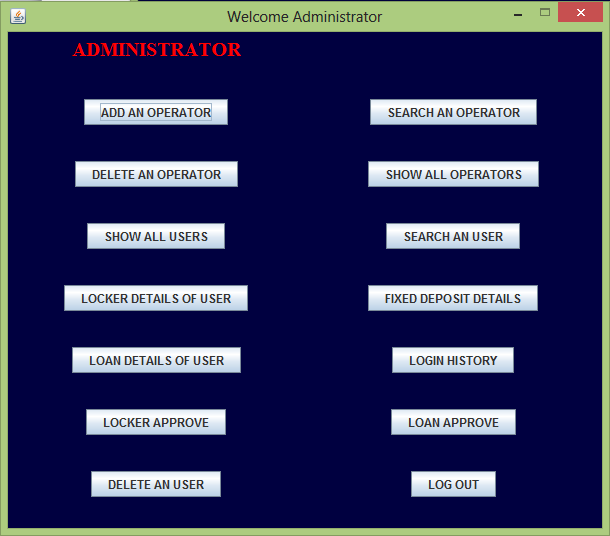 Welcome Administrator
ADMINISTRATOR
ADD AN OPERATOR
SEARCH AN OPERATOR
DELETE AN OPERATOR
SHOW ALL OPERATORS
SHOW ALL USERS
SEARCH AN USER
LOCKER DETAILS OF USER
FIXED DEPOSIT DETAILS
LOAN DETAILS OF USER
LOGIN HISTORY
LOCKER APPROVE
LOAN APPROVE
DELETE AN USER
LOG OUT